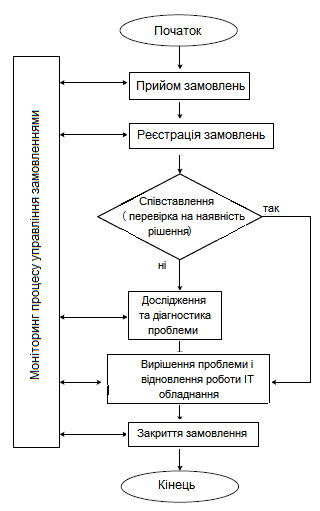 Початок
Моніторинг процесу управління замовленнями
Прийом замовлень
Реєстрація замовлень
Співставлення
( перевірка на наявність
рішення)
так
ні
Дослідження
та діагностика
проблеми
Вирішення проблеми і
відновлення роботи ІТ
обладнання
Закриття замовлення
Кінець